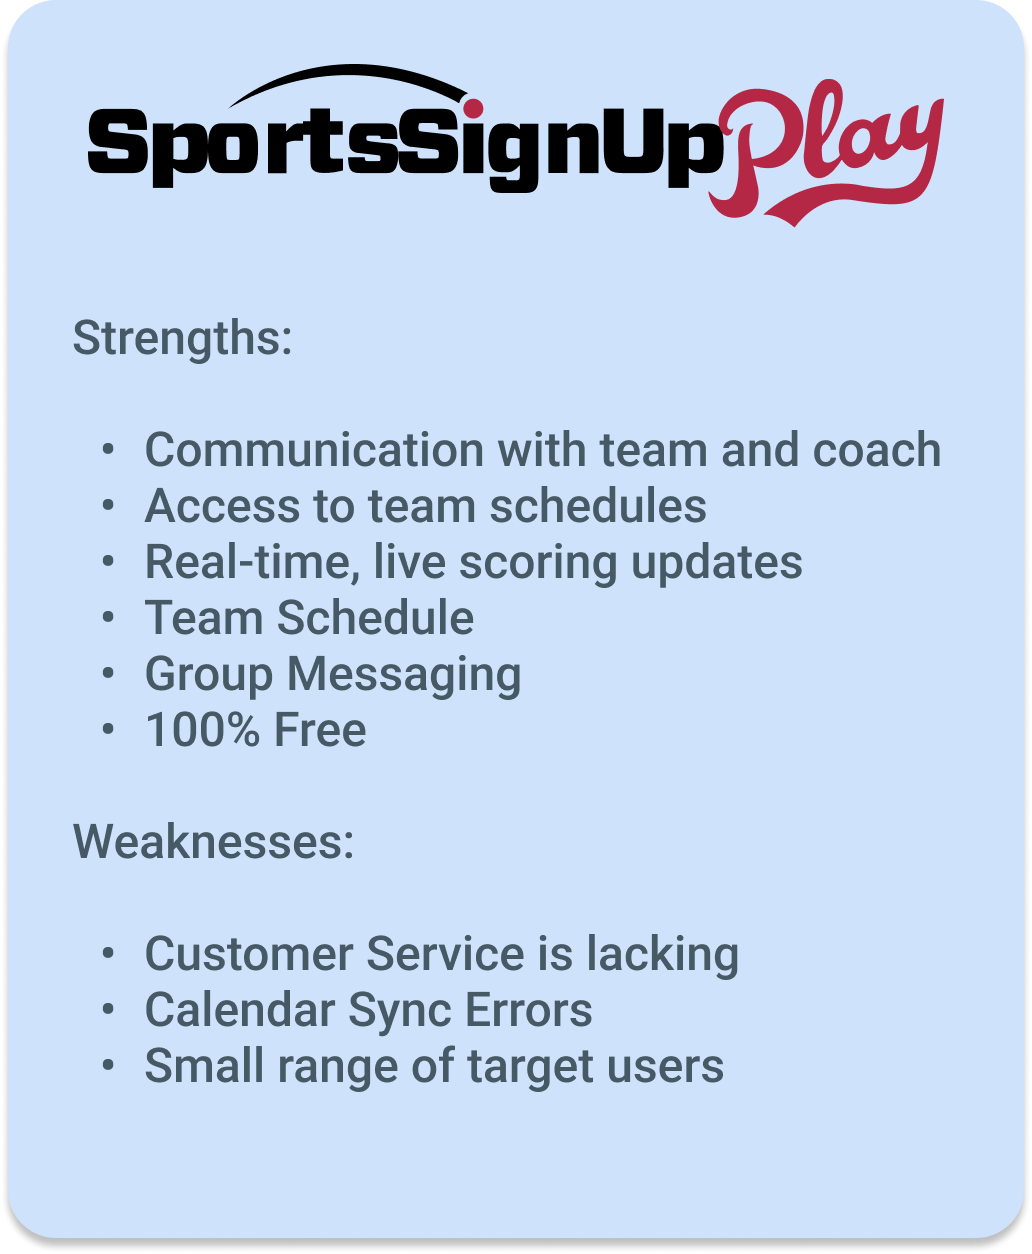 SportsSignUpPlay
Strengths:
• Communication with team and coach
• Access to team schedules
• Real-time, live scoring updates
• Team Schedule
• Group Messaging
• 100% Free
Weaknesses:
• Customer Service is lacking
• Calendar Sync Errors
• Small range of target users